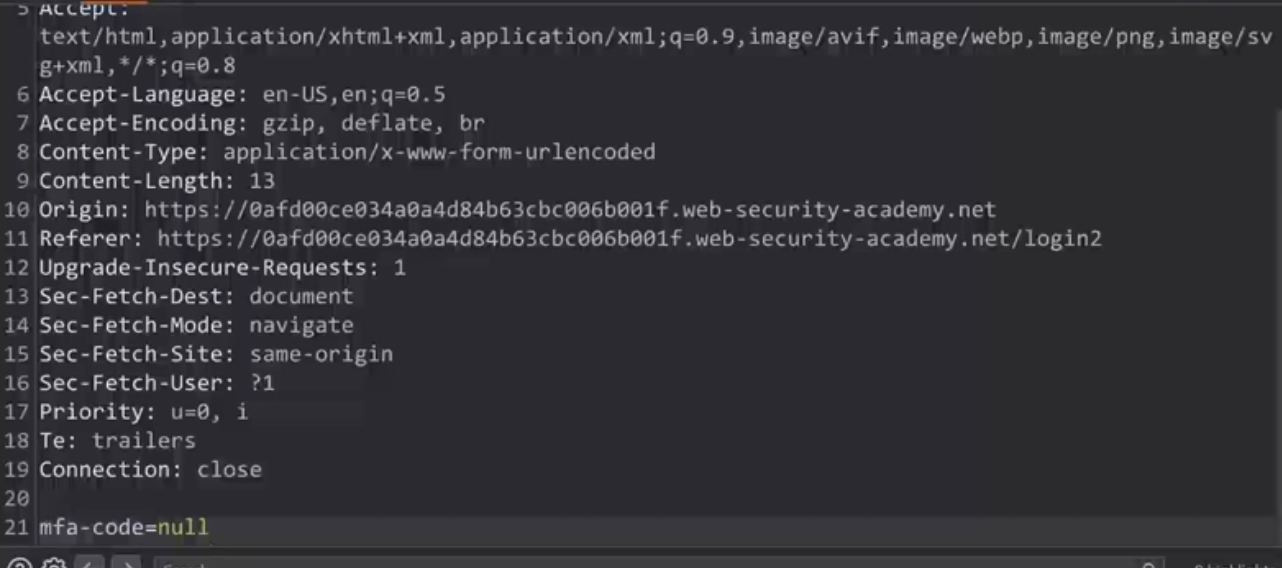 5 Accept:
text/html,application/xhtml+xml,application/xml;q=0.9,image/avif,image/webp,image/png,image/sv
g+xml,*/*;q=0.8
6 Accept-Language: en-US,en;q=0.5
7 Accept-Encoding: gzip, deflate, br
8 Content-Type: application/x-www-form-urlencoded
9 Content-Length: 13
10 Origin: https://0afd00ce034a0a4d84b63cbc006b001f.web-security-academy.net
11 Referer: https://0afd00ce034a0a4d84b63cbc006b001f.web-security-academy.net/login2
12 Upgrade-Insecure-Requests: 1
13 Sec-Fetch-Dest: document
14 Sec-Fetch-Mode: navigate
15 Sec-Fetch-Site: same-origin
16 Sec-Fetch-User: ?1
17 Priority: u=0, i
18 Te: trailers
19 Connection: close
20
21 mfa-code=null